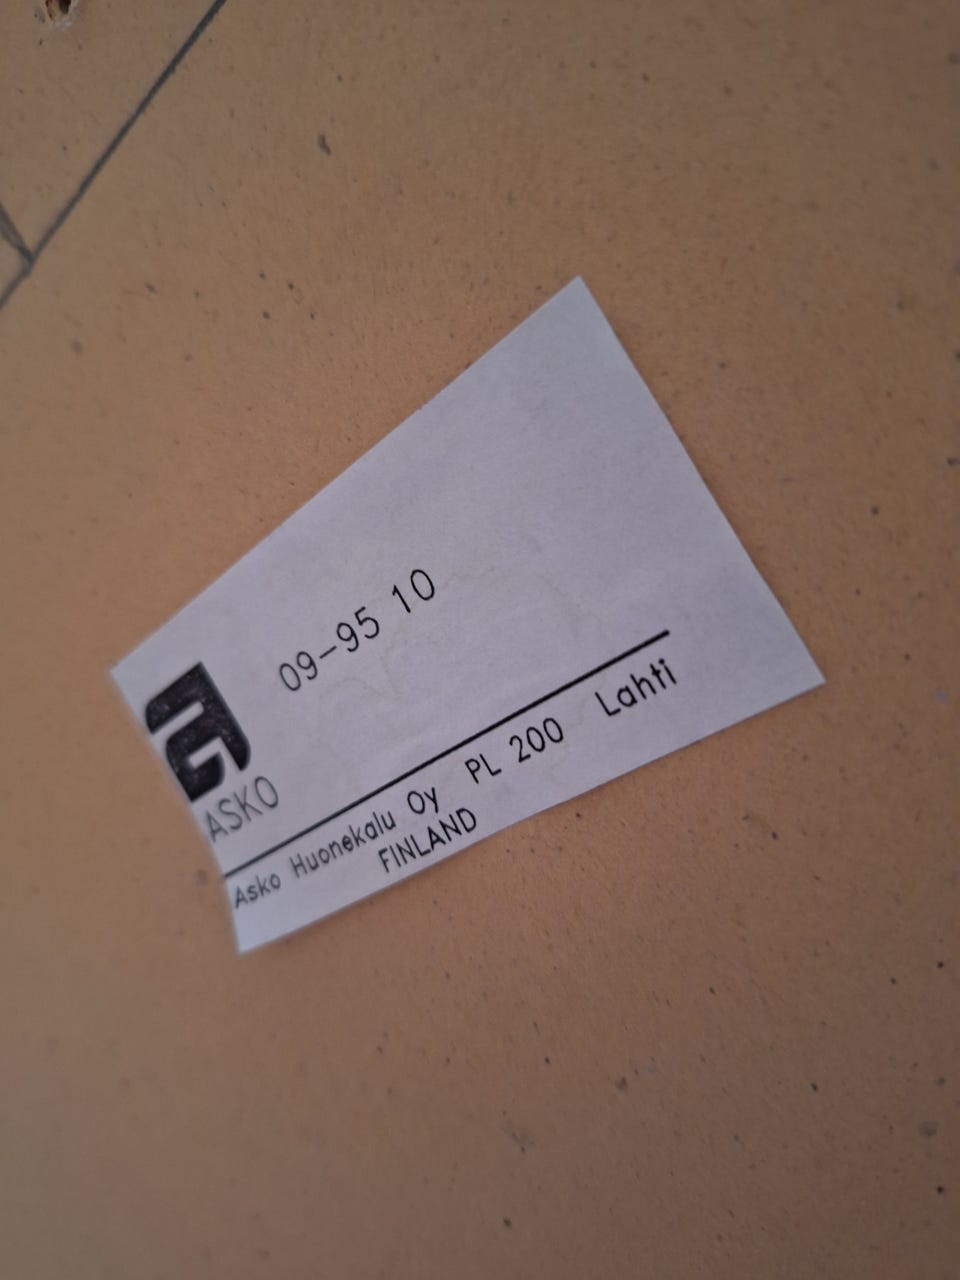 09-95 10
ASKO
Asko Huonekalu Oy PL 200 Lahti
FINLAND